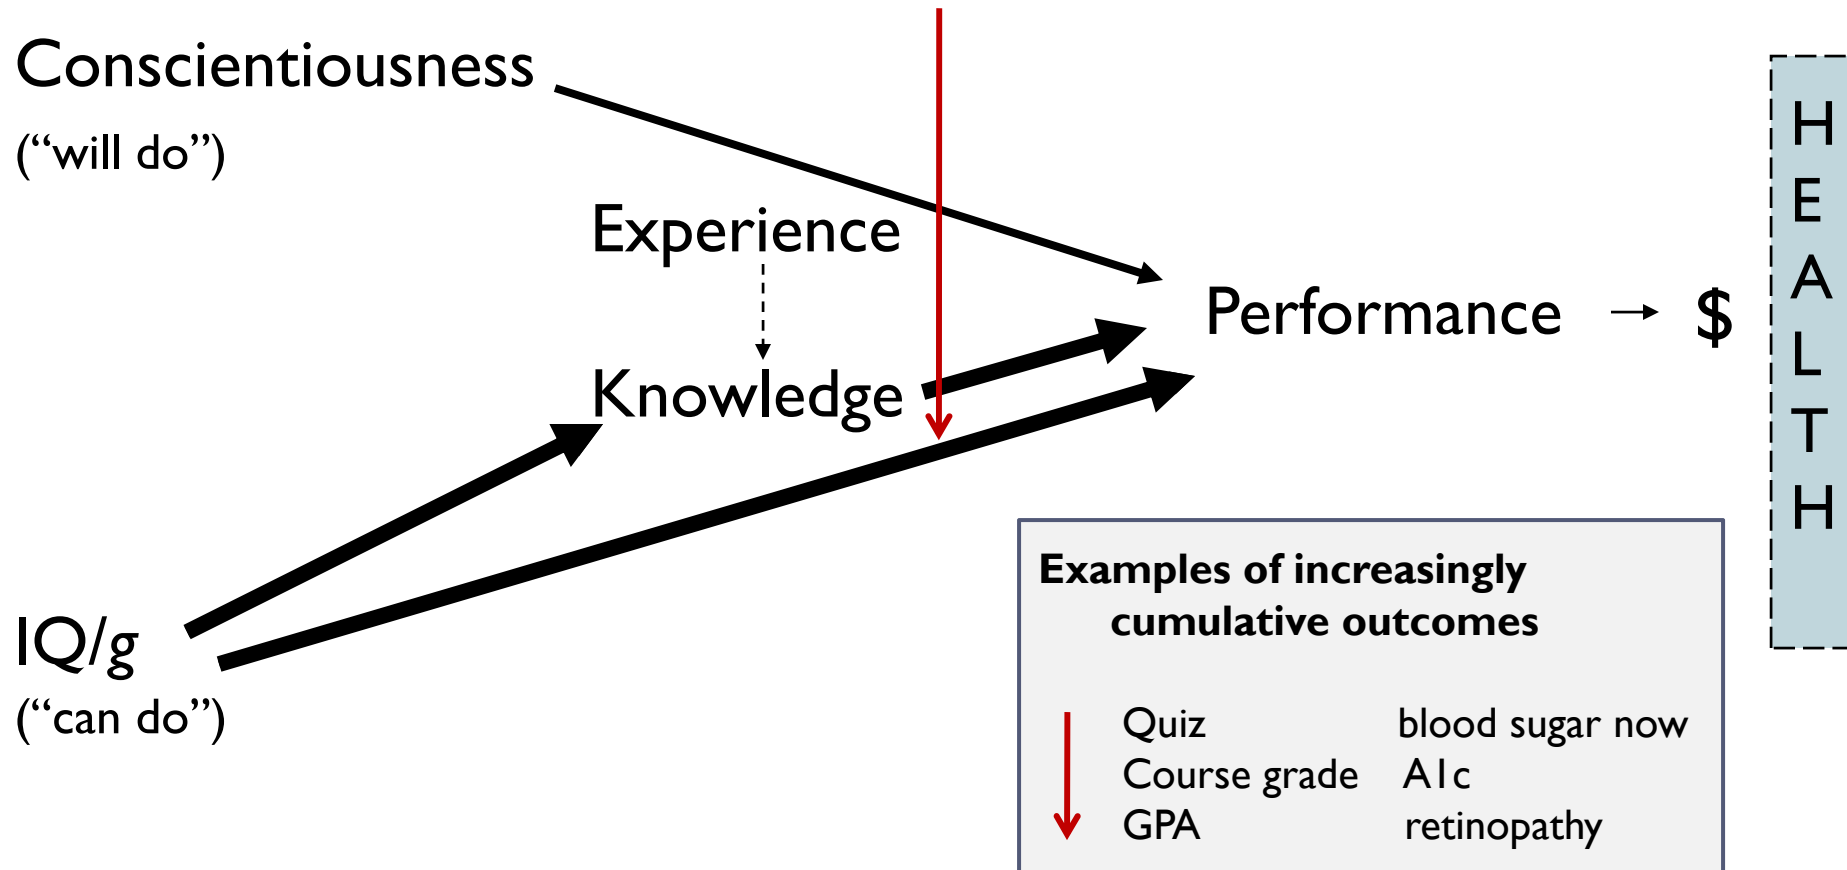 Conscientiousness
(“will do”)
Experience
Knowledge
IQ/g
(“can do”)
Performance
$
H
E
A
L
T
H
Examples of increasingly
cumulative outcomes
Quiz blood sugar now
Course grade A1c
GPA retinopathy